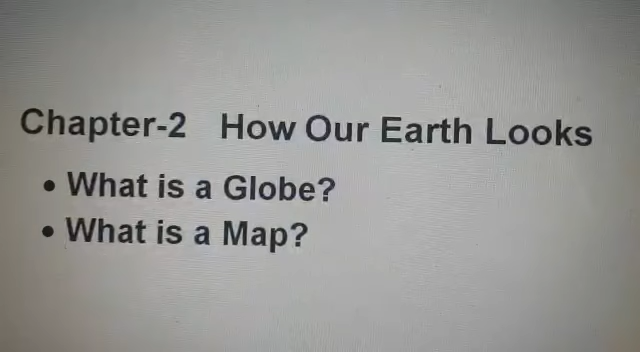 Chapter-2 How Our Earth Looks
• What is a Globe?
• What is a Map?